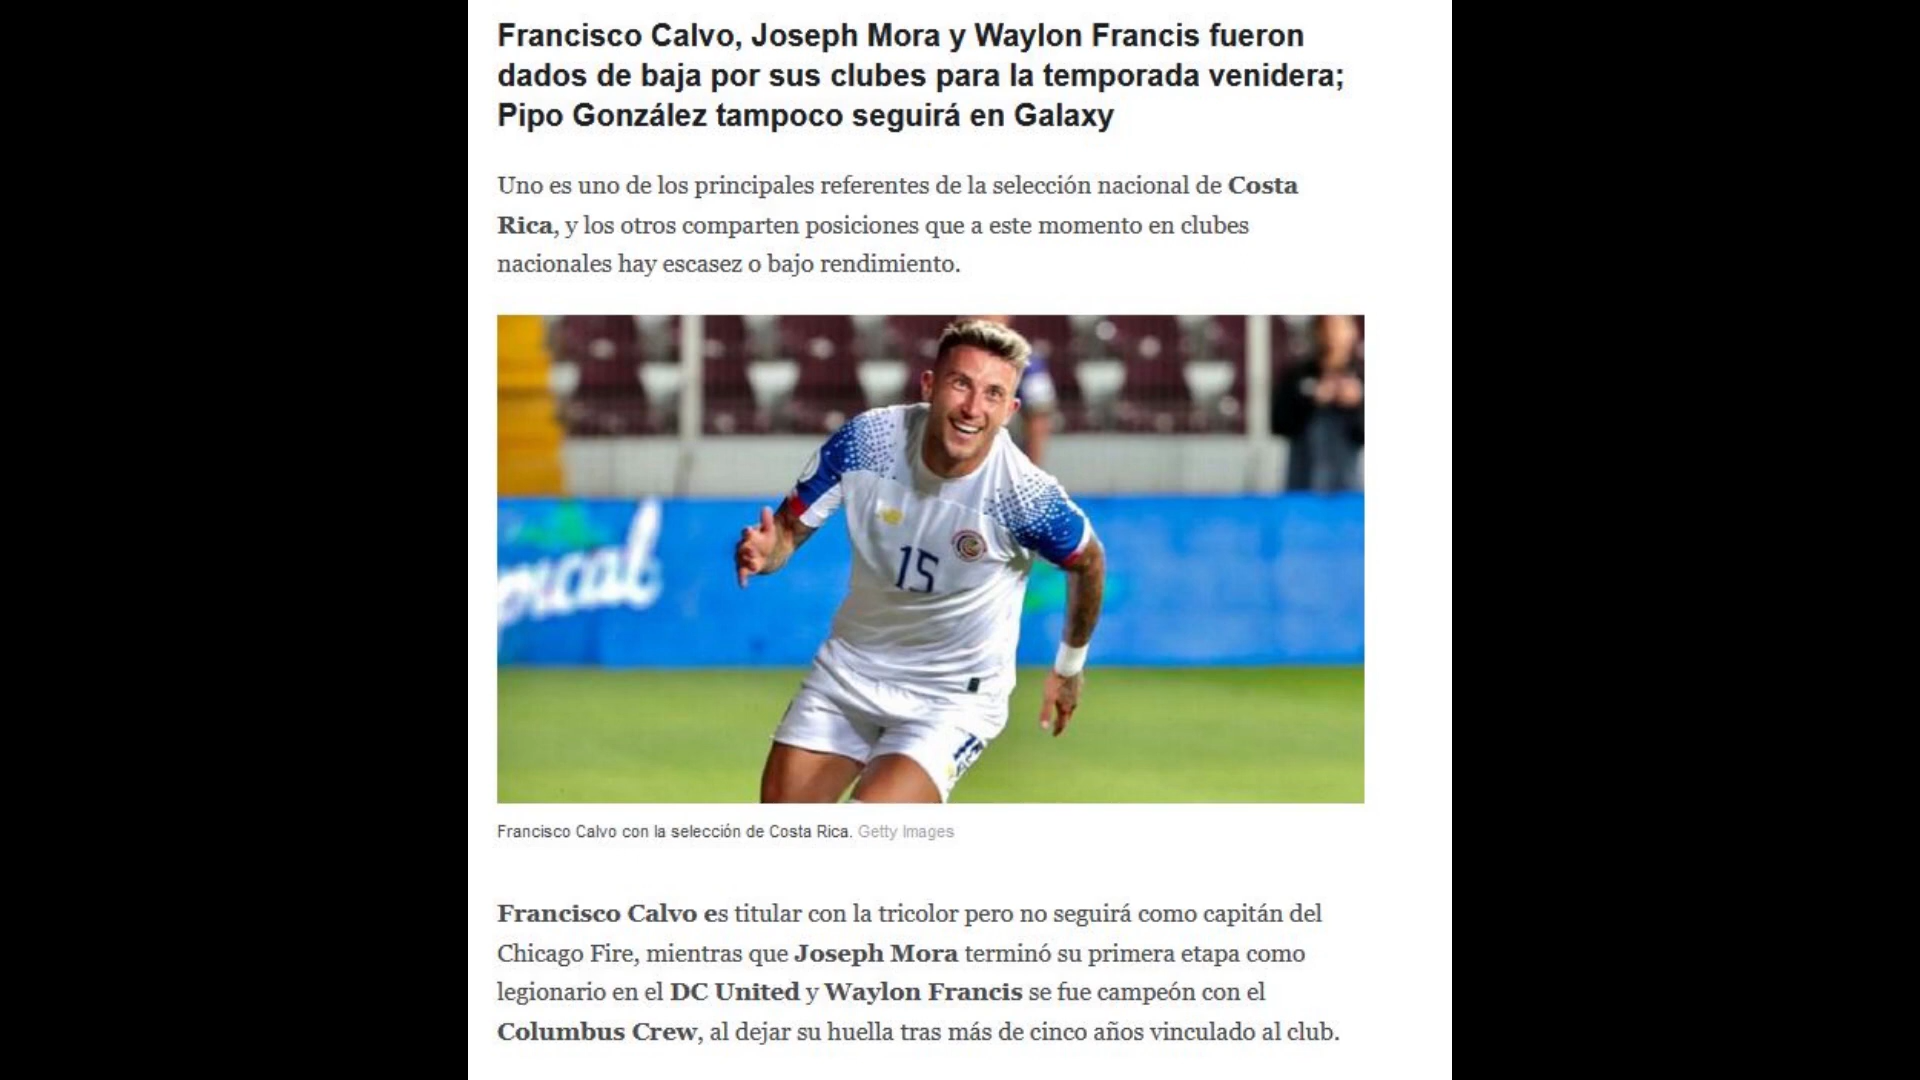 Francisco Calvo, Joseph Mora y Waylon Francis fueron
dados de baja por sus clubes para la temporada venidera;
Pipo González tampoco seguirá en Galaxy
Uno es uno de los principales referentes de la selección nacional de Costa
Rica, y los otros comparten posiciones que a este momento en clubes
nacionales hay escasez o bajo rendimiento.
15
Francisco Calvo con la selección de Costa Rica. Getty Images
Francisco Calvo es titular con la tricolor pero no seguirá como capitán del
Chicago Fire, mientras que Joseph Mora terminó su primera etapa como
legionario en el DC United y Waylon Francis se fue campeón con el
Columbus Crew, al dejar su huella tras más de cinco años vinculado al club.